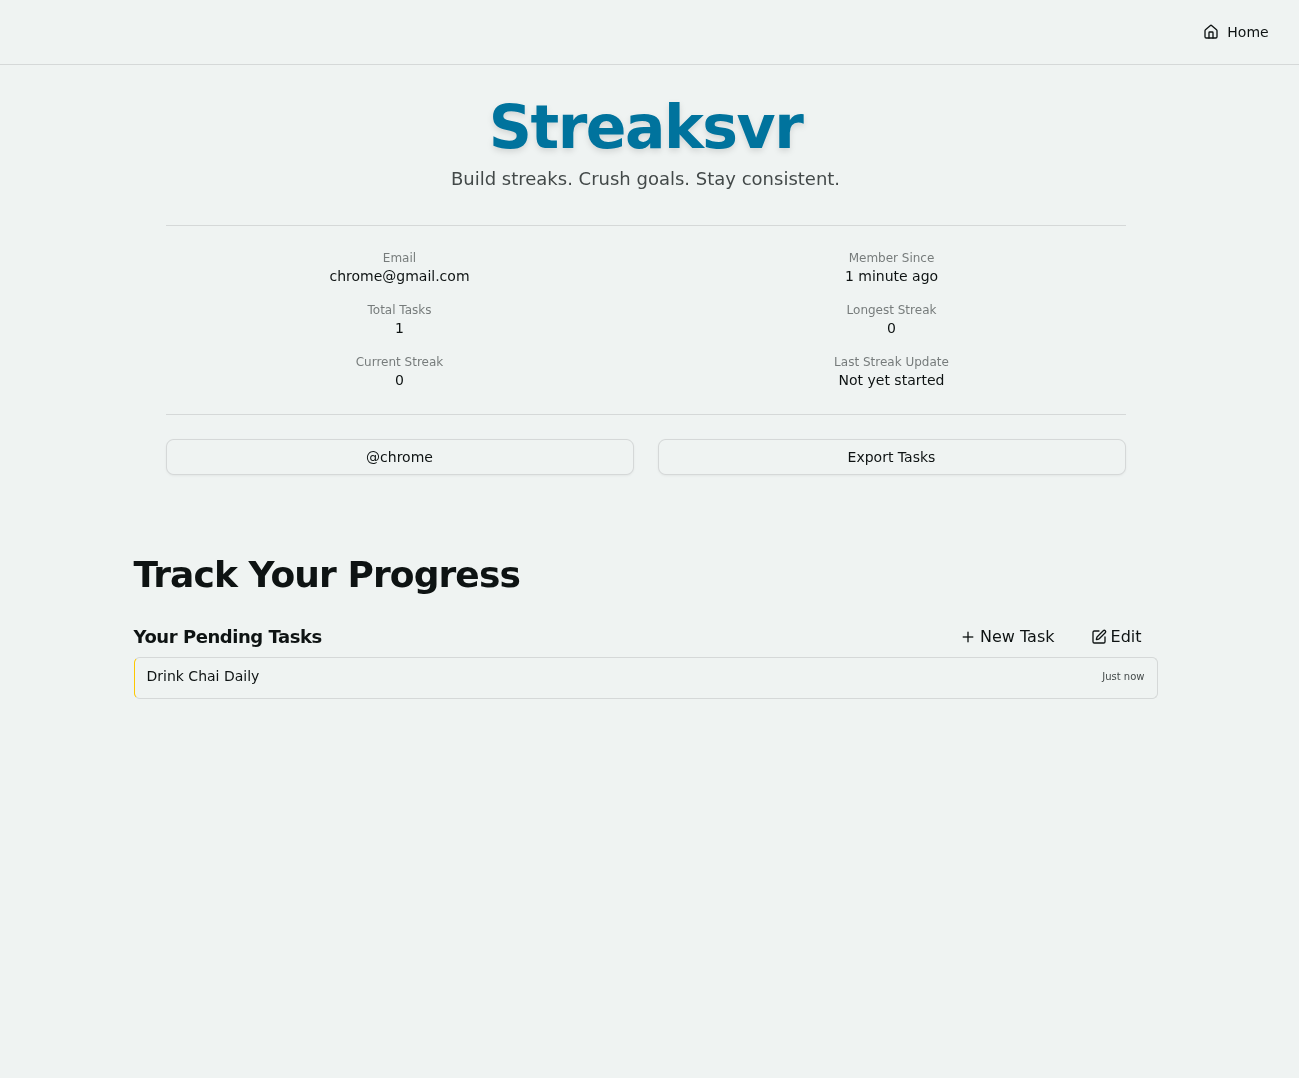 Home
Streaksvr
Build streaks. Crush goals. Stay consistent.
Email
chrome@gmail.com
Member Since
1 minute ago
Total Tasks
1
Longest Streak
0
Current Streak
0
Last Streak Update
Not yet started
@chrome
Export Tasks
Track Your Progress
Your Pending Tasks
New Task
Edit
Drink Chai Daily
Just now